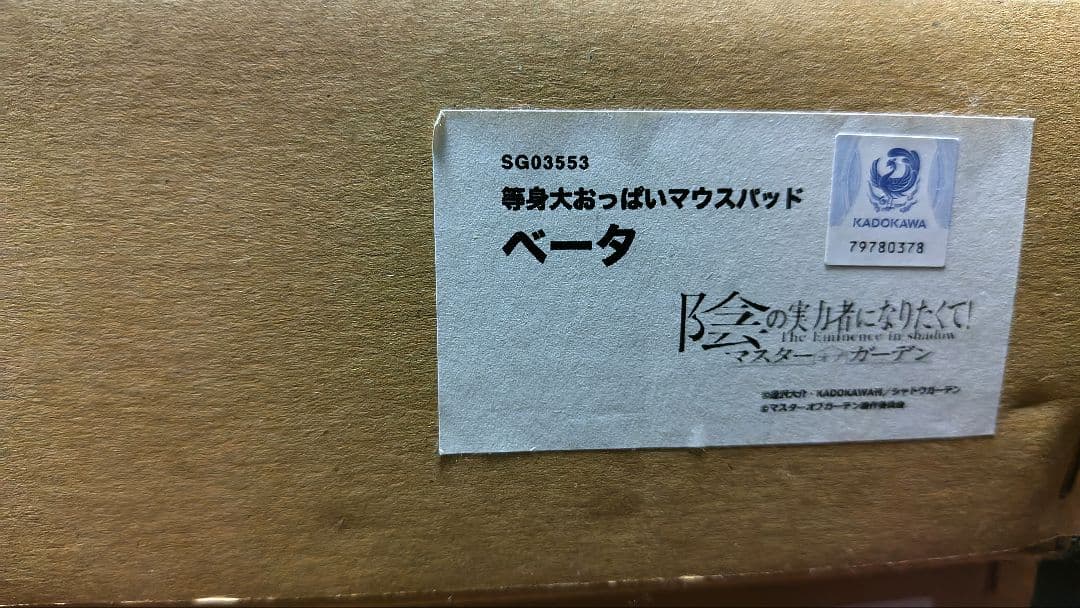 SG03553
等身大おっぱいマウスパッド
ベータ
KADOKAWA
79780378
陰の実力者になりたくて!
The Eminence in shadow
マスターオブガーデン
©逢沢大介・KADOKAWA刊/シャドウガーデン
©マスターオブガーデン製作委員会